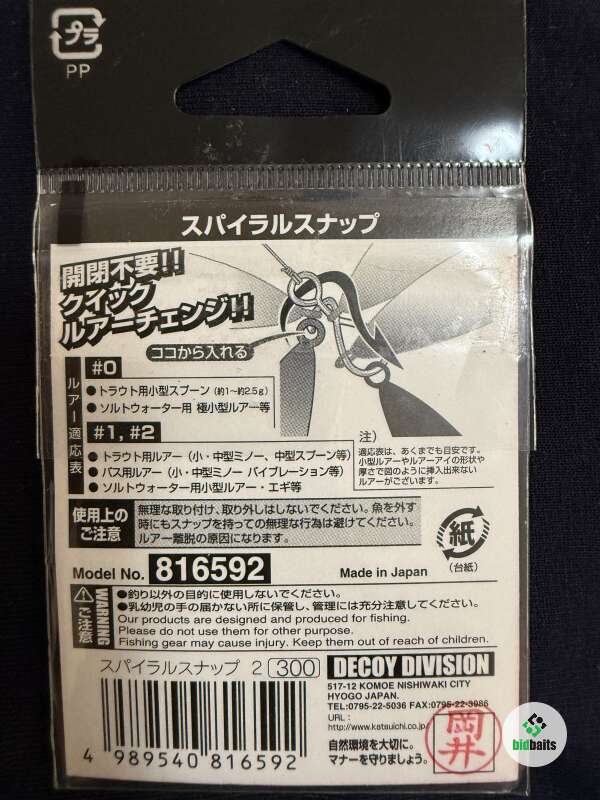 プラ
PP
スパイラルスナップ
開閉不要!!
クイック
ルアーチェンジ!!
ココから入れる
ルアー適応表
#0
●トラウト用小型スプーン(約1~約2.5g)
●ソルトウォーター用 極小型ルアー等
#1, #2
●トラウト用ルアー(小・中型ミノー、中型スプーン等)
●バス用ルアー(小・中型ミノー バイブレーション等)
●ソルトウォーター用小型ルアー・エギ等
注)
適応表は、あくまでも目安です。
小型ルアーやルアーアイの形状や
厚さで図のように挿入出来ない
ルアーがございます。
使用上の
ご注意
無理な取り付け、取り外しはしないでください。魚を外す
時にもスナップを持っての無理な行為は避けてください。
ルアー離脱の原因になります。
紙
(台紙)
Model No. 816592
Made in Japan
ご注意
WARNING
●釣り以外の目的に使用しないでください。
●乳幼児の手の届かない所に保管し、管理には充分注意してください。
Our products are designed and produced for fishing.
Please do not use them for other purpose.
Fishing gear may cause injury. Keep them out of reach of children.
スパイラルスナップ 2 300
4 989540 816592
DECOY DIVISION
517-12 KOMOE NISHIWAKI CITY
HYOGO JAPAN.
TEL:0795-22-5036 FAX:0795-22-3986
URL:
http://www.katsuichi.co.jp
自然環境を大切に。
マナーを守りましょう。
岡井
bidbaits